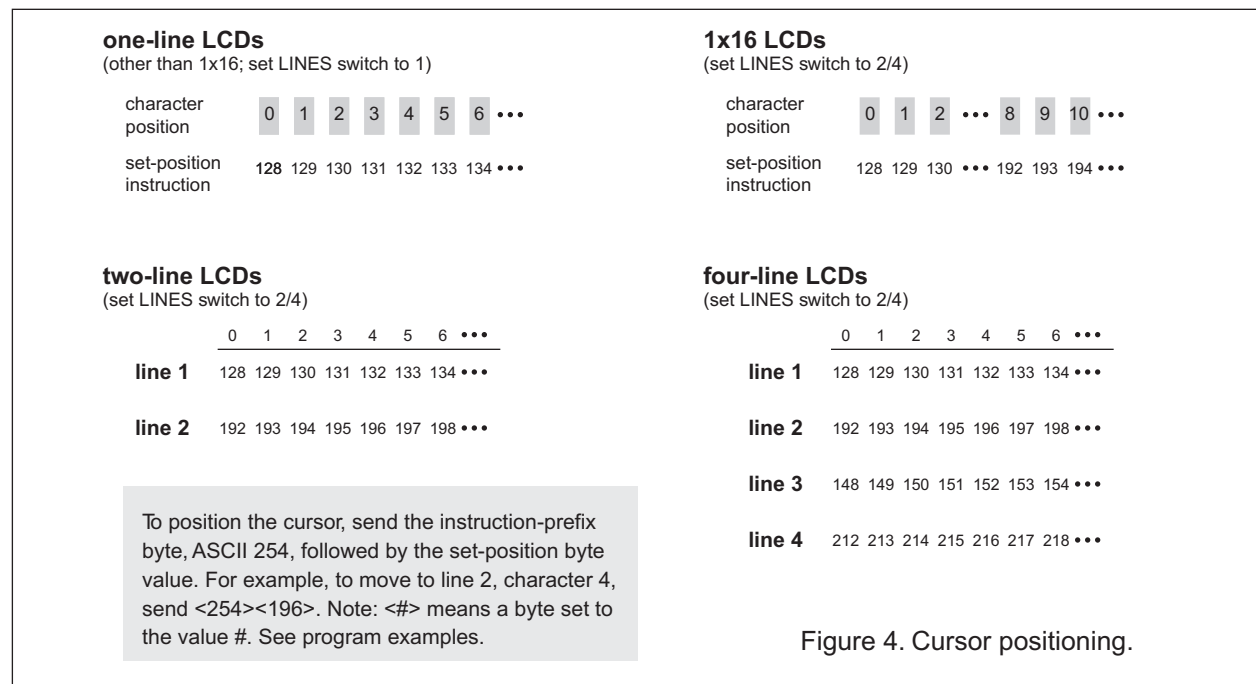 one-line LCDs
(other than 1x16; set LINES switch to 1)
character
position
0 1 2 3 4 5 6 •••
set-position
instruction
128 129 130 131 132 133 134 •••
1x16 LCDs
(set LINES switch to 2/4)
character
position
0 1 2 ••• 8 9 10 •••
set-position
instruction
128 129 130 ••• 192 193 194 •••
two-line LCDs
(set LINES switch to 2/4)
0 1 2 3 4 5 6 •••
line 1 128 129 130 131 132 133 134 •••
line 2 192 193 194 195 196 197 198 •••
To position the cursor, send the instruction-prefix
byte, ASCII 254, followed by the set-position byte
value. For example, to move to line 2, character 4,
send <254><196>. Note: <#> means a byte set to
the value #. See program examples.
four-line LCDs
(set LINES switch to 2/4)
0 1 2 3 4 5 6 •••
line 1 128 129 130 131 132 133 134 •••
line 2 192 193 194 195 196 197 198 •••
line 3 148 149 150 151 152 153 154 •••
line 4 212 213 214 215 216 217 218 •••
Figure 4. Cursor positioning.